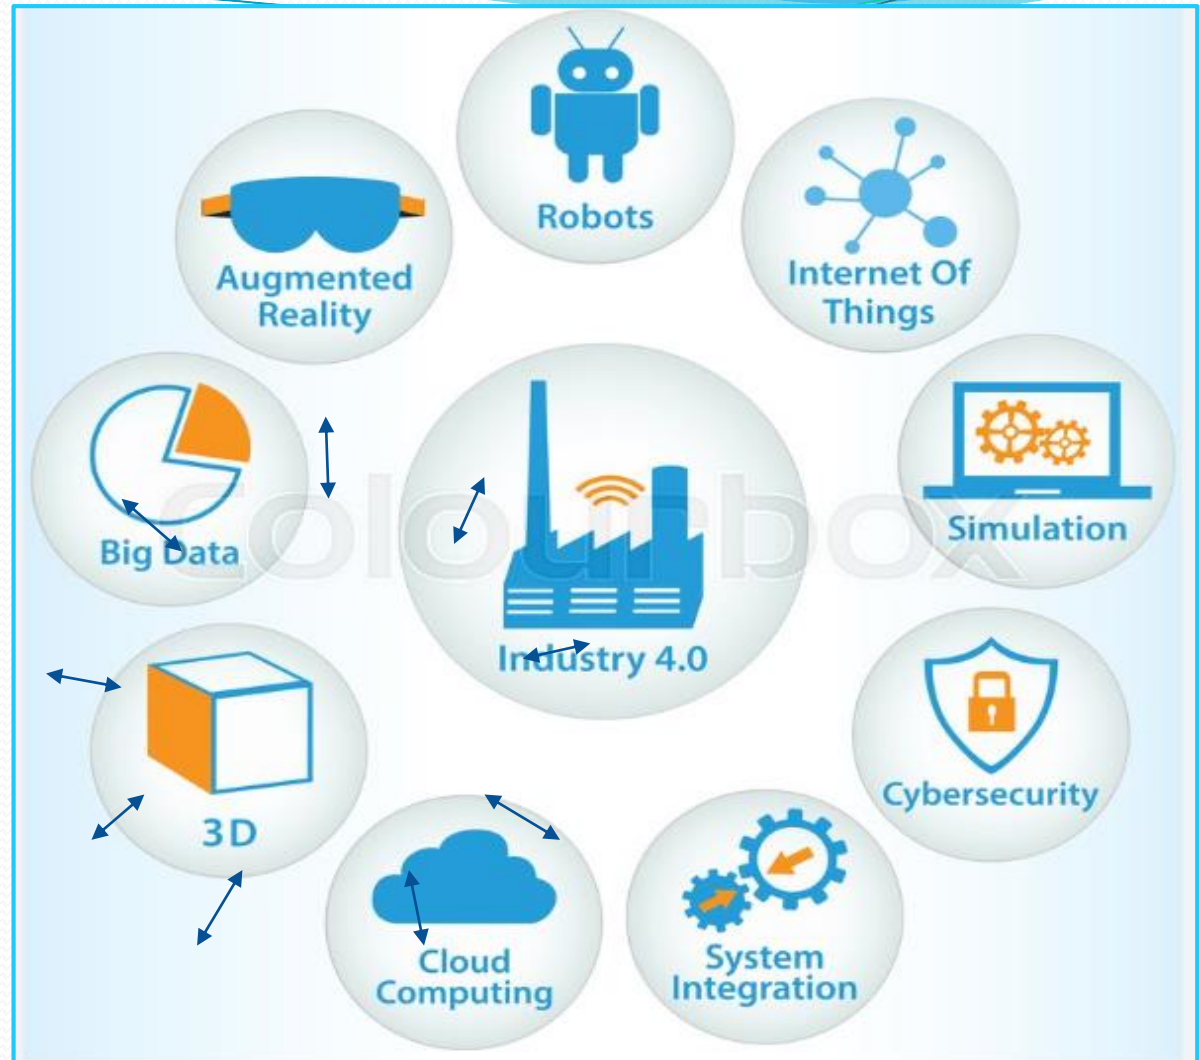 Robots
Augmented
Reality
Internet Of
Things
Big Data
Simulation
colourbox
Industry 4.0
3D
Cybersecurity
Cloud
Computing
System
Integration